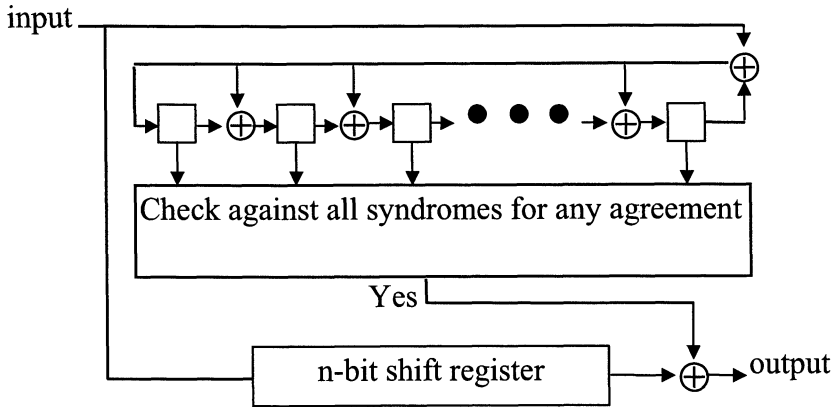 input
Check against all syndromes for any agreement
Yes
n-bit shift register
output